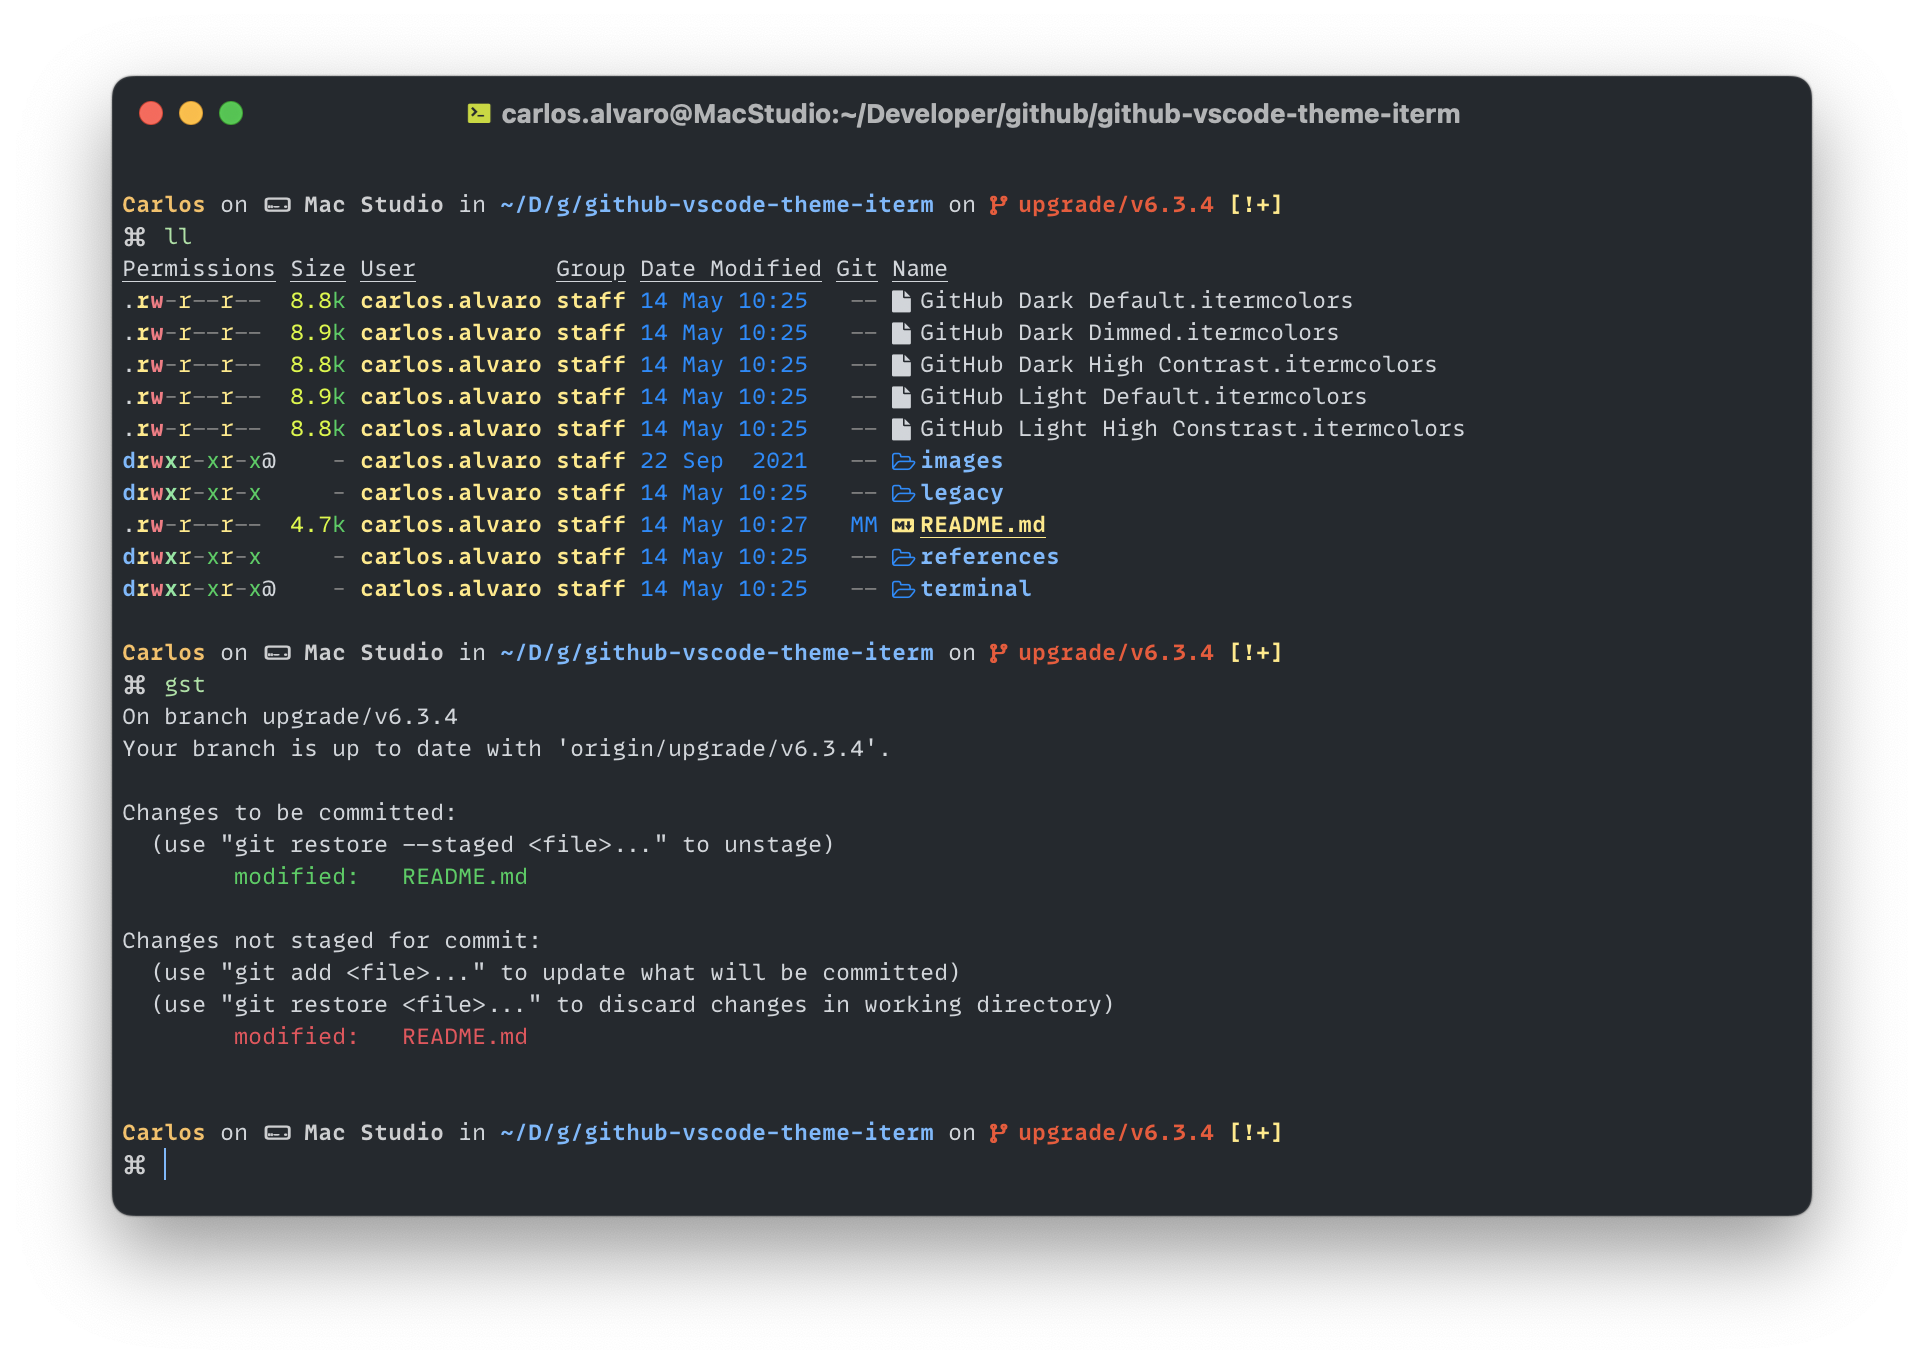 carlos.alvaro@MacStudio:~/Developer/github/github-vscode-theme-iterm
Carlos on Mac Studio in ~/D/g/github-vscode-theme-iterm on upgrade/v6.3.4 [!+]
⌘ ll
Permissions Size User Group Date Modified Git Name
.rw-r--r-- 8.8k carlos.alvaro staff 14 May 10:25 -- GitHub Dark Default.itermcolors
.rw-r--r-- 8.9k carlos.alvaro staff 14 May 10:25 -- GitHub Dark Dimmed.itermcolors
.rw-r--r-- 8.8k carlos.alvaro staff 14 May 10:25 -- GitHub Dark High Contrast.itermcolors
.rw-r--r-- 8.9k carlos.alvaro staff 14 May 10:25 -- GitHub Light Default.itermcolors
.rw-r--r-- 8.8k carlos.alvaro staff 14 May 10:25 -- GitHub Light High Constrast.itermcolors
drwxr-xr-x@ - carlos.alvaro staff 22 Sep 2021 -- images
drwxr-xr-x - carlos.alvaro staff 14 May 10:25 -- legacy
.rw-r--r-- 4.7k carlos.alvaro staff 14 May 10:27 MM README.md
drwxr-xr-x - carlos.alvaro staff 14 May 10:25 -- references
drwxr-xr-x@ - carlos.alvaro staff 14 May 10:25 -- terminal
Carlos on Mac Studio in ~/D/g/github-vscode-theme-iterm on upgrade/v6.3.4 [!+]
⌘ gst
On branch upgrade/v6.3.4
Your branch is up to date with 'origin/upgrade/v6.3.4'.
Changes to be committed:
(use "git restore --staged <file>..." to unstage)
modified: README.md
Changes not staged for commit:
(use "git add <file>..." to update what will be committed)
(use "git restore <file>..." to discard changes in working directory)
modified: README.md
Carlos on Mac Studio in ~/D/g/github-vscode-theme-iterm on upgrade/v6.3.4 [!+]
⌘